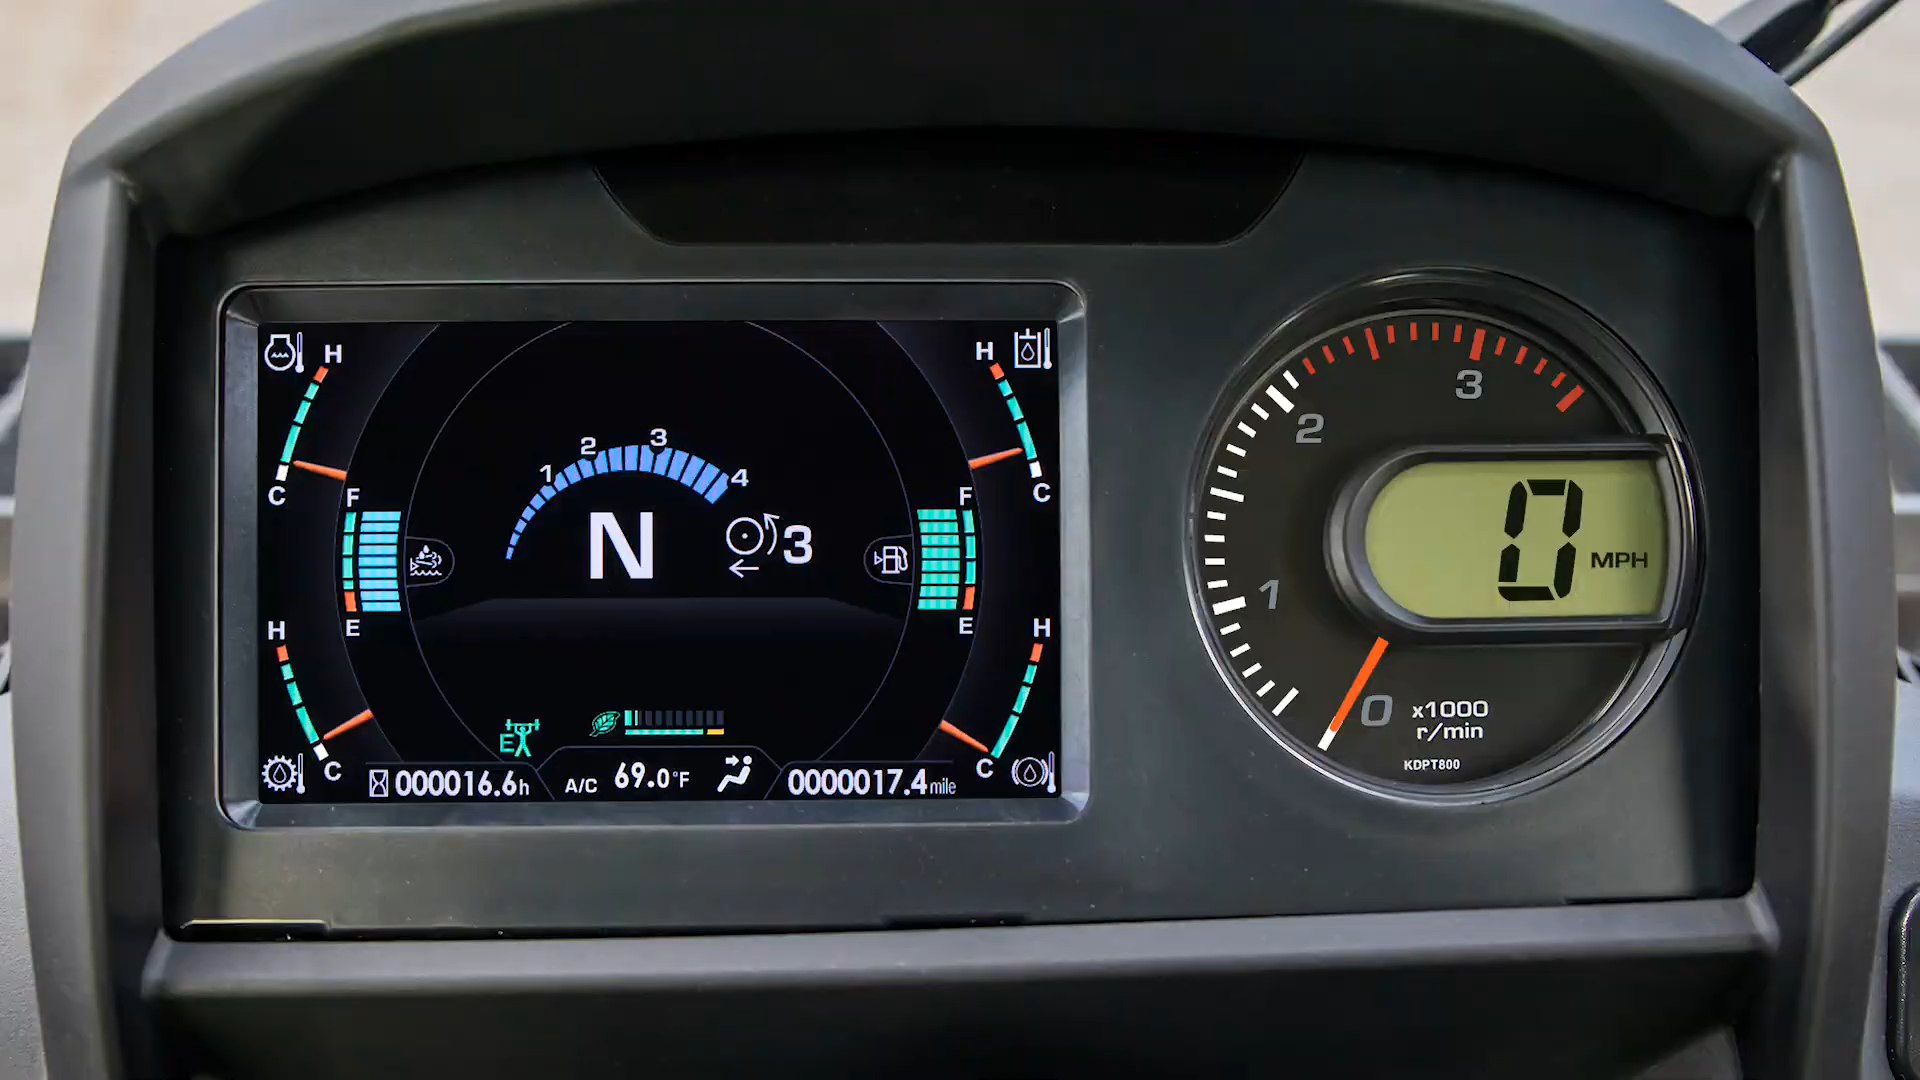 H
C
F
E
H
C
1 2 3 4
N
3
E
000016.6h
A/C 69.0°F
0000017.4 mile
H
C
F
E
H
C
0
1
2
3
x1000
r/min
KDPT800
0 MPH